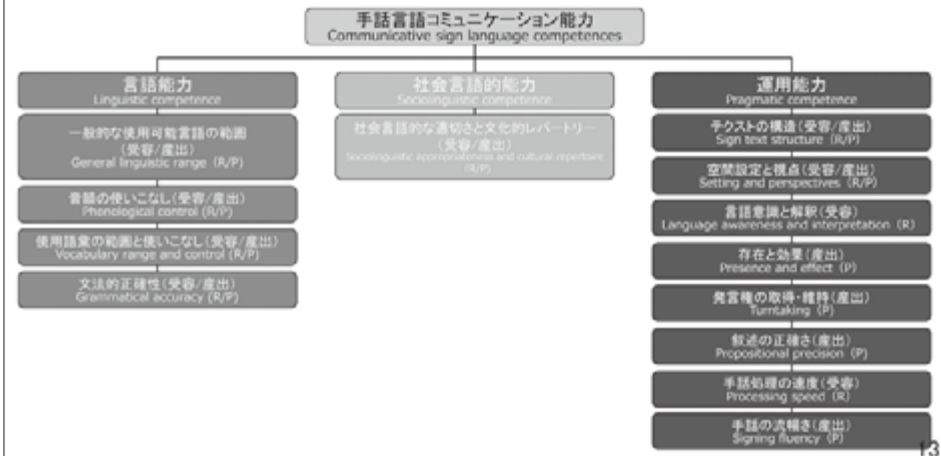 手話言語コミュニケーション能力
Communicative sign language competences
言語能力
Linguistic competence
一般的な使用可能言語の範囲
(受容/産出)
General linguistic range (R/P)
音韻の使いこなし(受容/産出)
Phonological control (R/P)
使用語彙の範囲と使いこなし(受容/産出)
Vocabulary range and control (R/P)
文法的正確性(受容/産出)
Grammatical accuracy (R/P)
社会言語的能力
Sociolinguistic competence
社会言語的な適切さと文化的レパートリー
(受容/産出)
Sociolinguistic appropriateness and cultural repertoire
(R/P)
運用能力
Pragmatic competence
テクストの構造(受容/産出)
Sign text structure (R/P)
空間設定と視点(受容/産出)
Setting and perspectives (R/P)
言語意識と解釈(受容)
Language awareness and interpretation (R)
存在と効果(産出)
Presence and effect (P)
発言権の取得・維持(産出)
Turntaking (P)
叙述の正確さ(産出)
Propositional precision (P)
手話処理の速度(受容)
Processing speed (R)
手話の流暢さ(産出)
Signing fluency (P)
13